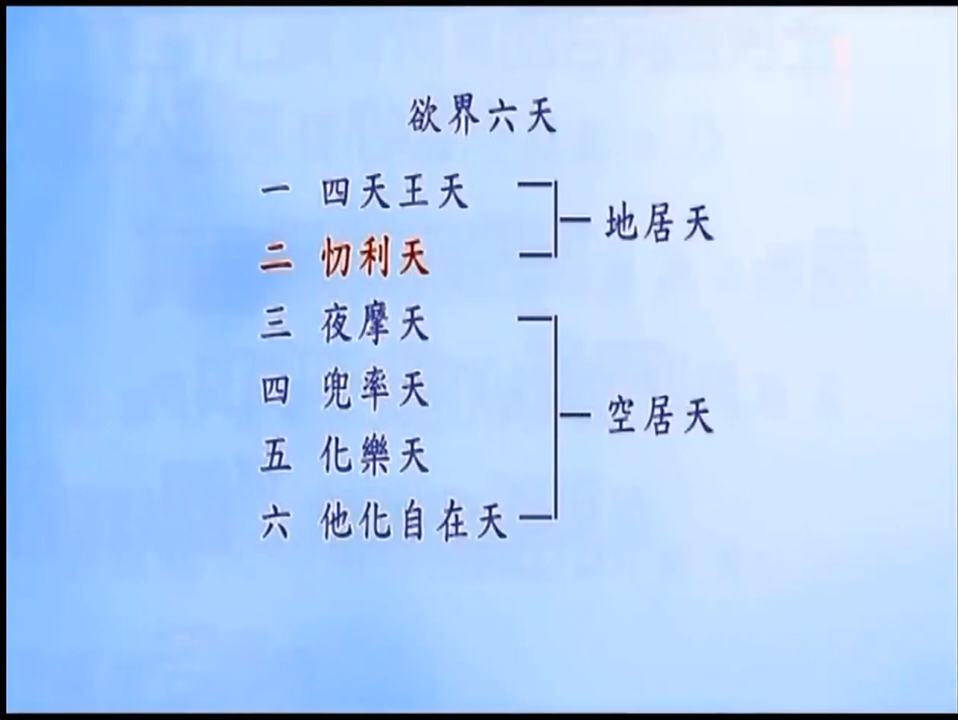 欲界六天
一 四天王天
地居天
二 忉利天
三 夜摩天
四 兜率天
空居天
五 化樂天
六 他化自在天